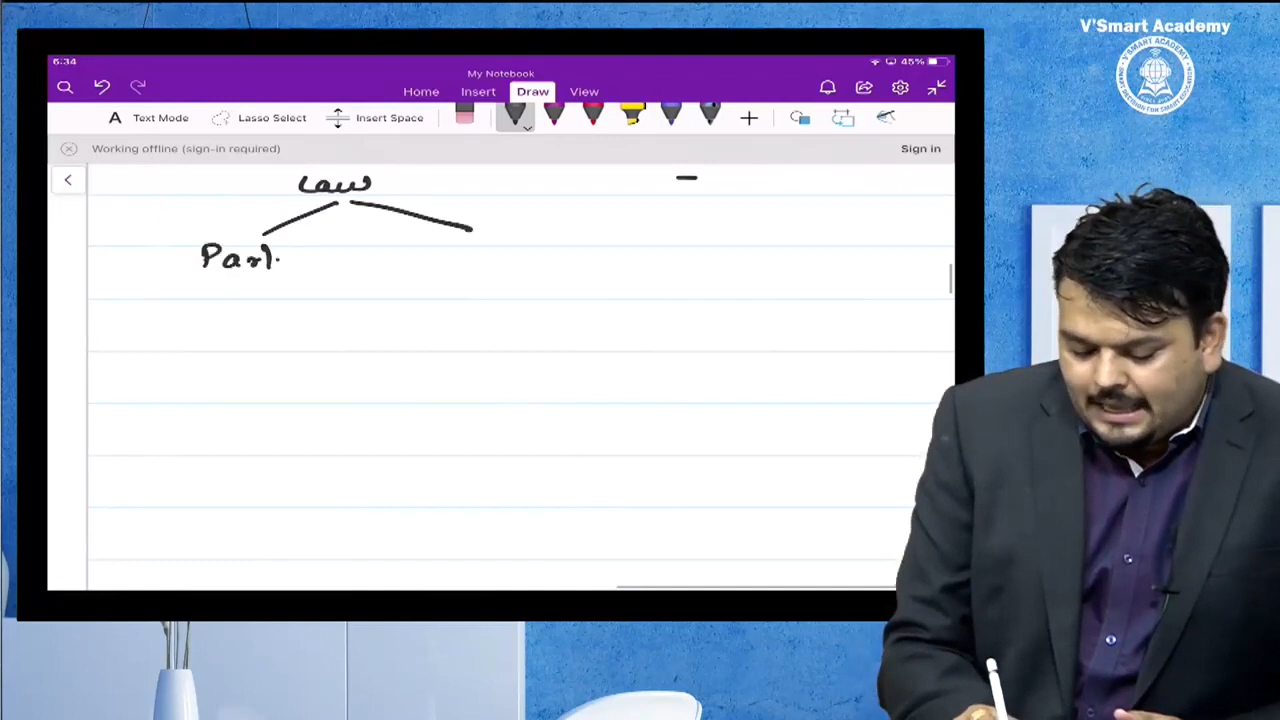 V'Smart Academy
6:34
45%
My Notebook
Home Insert Draw View
Text Mode Lasso Select Insert Space
Working offline (sign-in required) Sign in
Law
Parl.